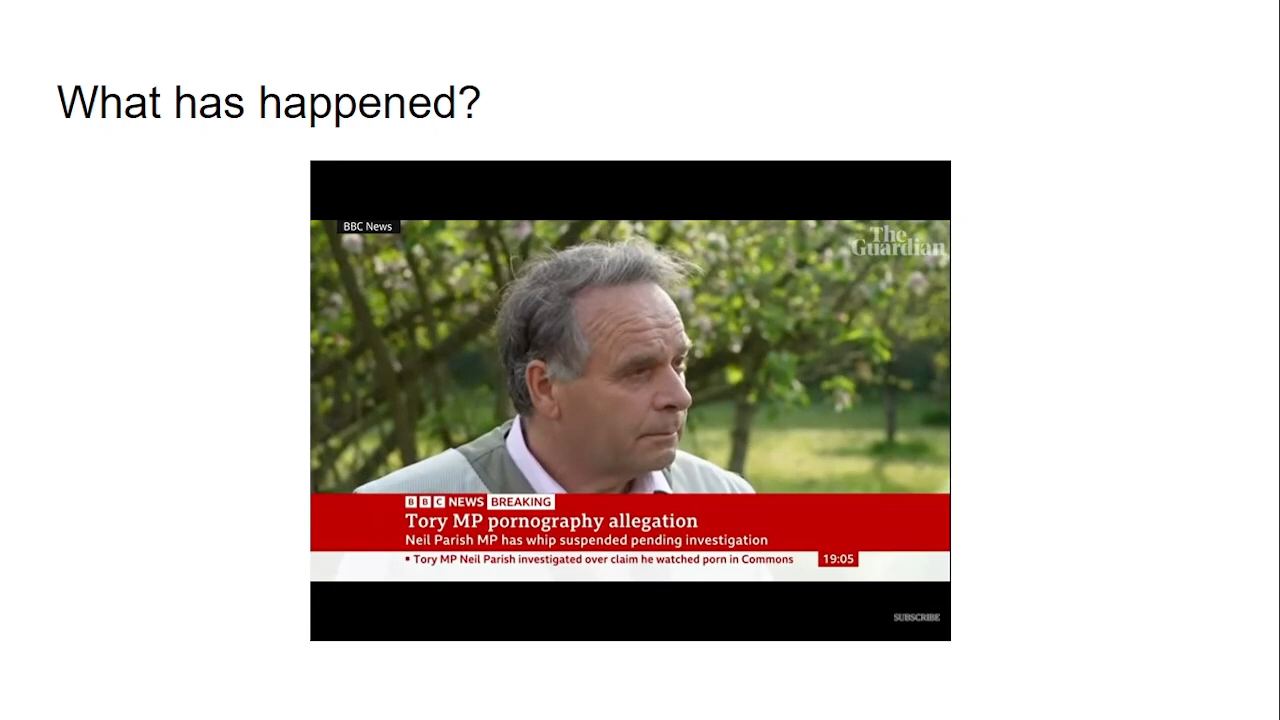 What has happened?
BBC News
The
Guardian
BBC NEWS BREAKING
Tory MP pornography allegation
Neil Parish MP has whip suspended pending investigation
▪ Tory MP Neil Parish investigated over claim he watched porn in Commons 19:05
SUBSCRIBE